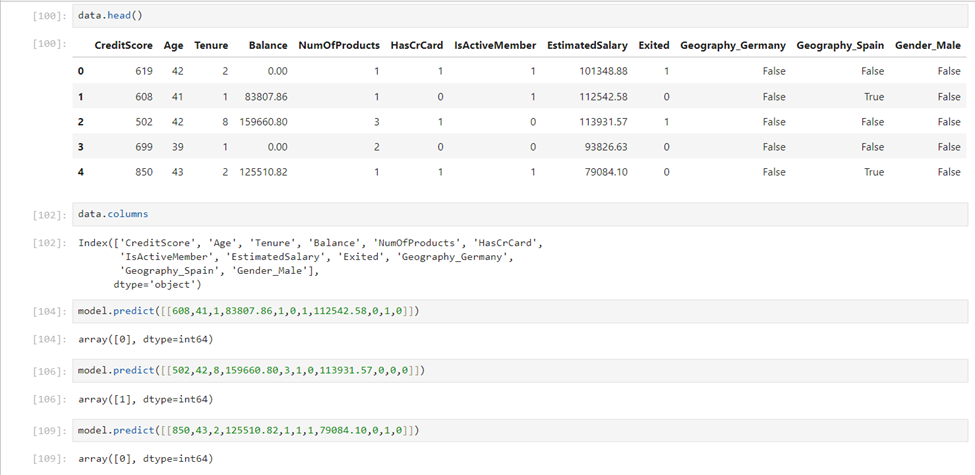 [100]: data.head()
[100]: CreditScore Age Tenure Balance NumOfProducts HasCrCard IsActiveMember EstimatedSalary Exited Geography_Germany Geography_Spain Gender_Male
0 619 42 2 0.00 1 1 1 101348.88 1 False False False
1 608 41 1 83807.86 1 0 1 112542.58 0 False True False
2 502 42 8 159660.80 3 1 0 113931.57 1 False False False
3 699 39 1 0.00 2 0 0 93826.63 0 False False False
4 850 43 2 125510.82 1 1 1 79084.10 0 False True False
[102]: data.columns
[102]: Index(['CreditScore', 'Age', 'Tenure', 'Balance', 'NumOfProducts', 'HasCrCard',
'IsActiveMember', 'EstimatedSalary', 'Exited', 'Geography_Germany',
'Geography_Spain', 'Gender_Male'],
dtype='object')
[104]: model.predict([[608,41,1,83807.86,1,0,1,112542.58,0,1,0]])
[104]: array([0], dtype=int64)
[106]: model.predict([[502,42,8,159660.80,3,1,0,113931.57,0,0,0]])
[106]: array([1], dtype=int64)
[109]: model.predict([[850,43,2,125510.82,1,1,1,79084.10,0,1,0]])
[109]: array([0], dtype=int64)